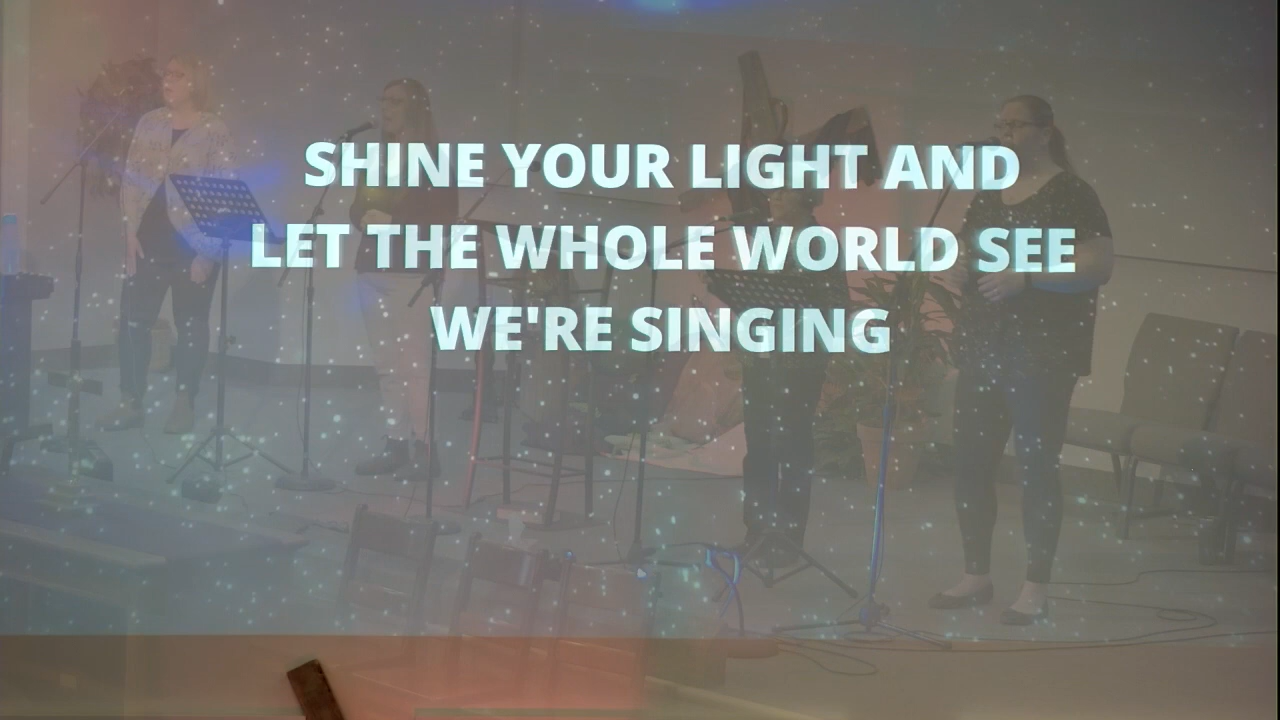 SHINE YOUR LIGHT AND
LET THE WHOLE WORLD SEE
WE'RE SINGING